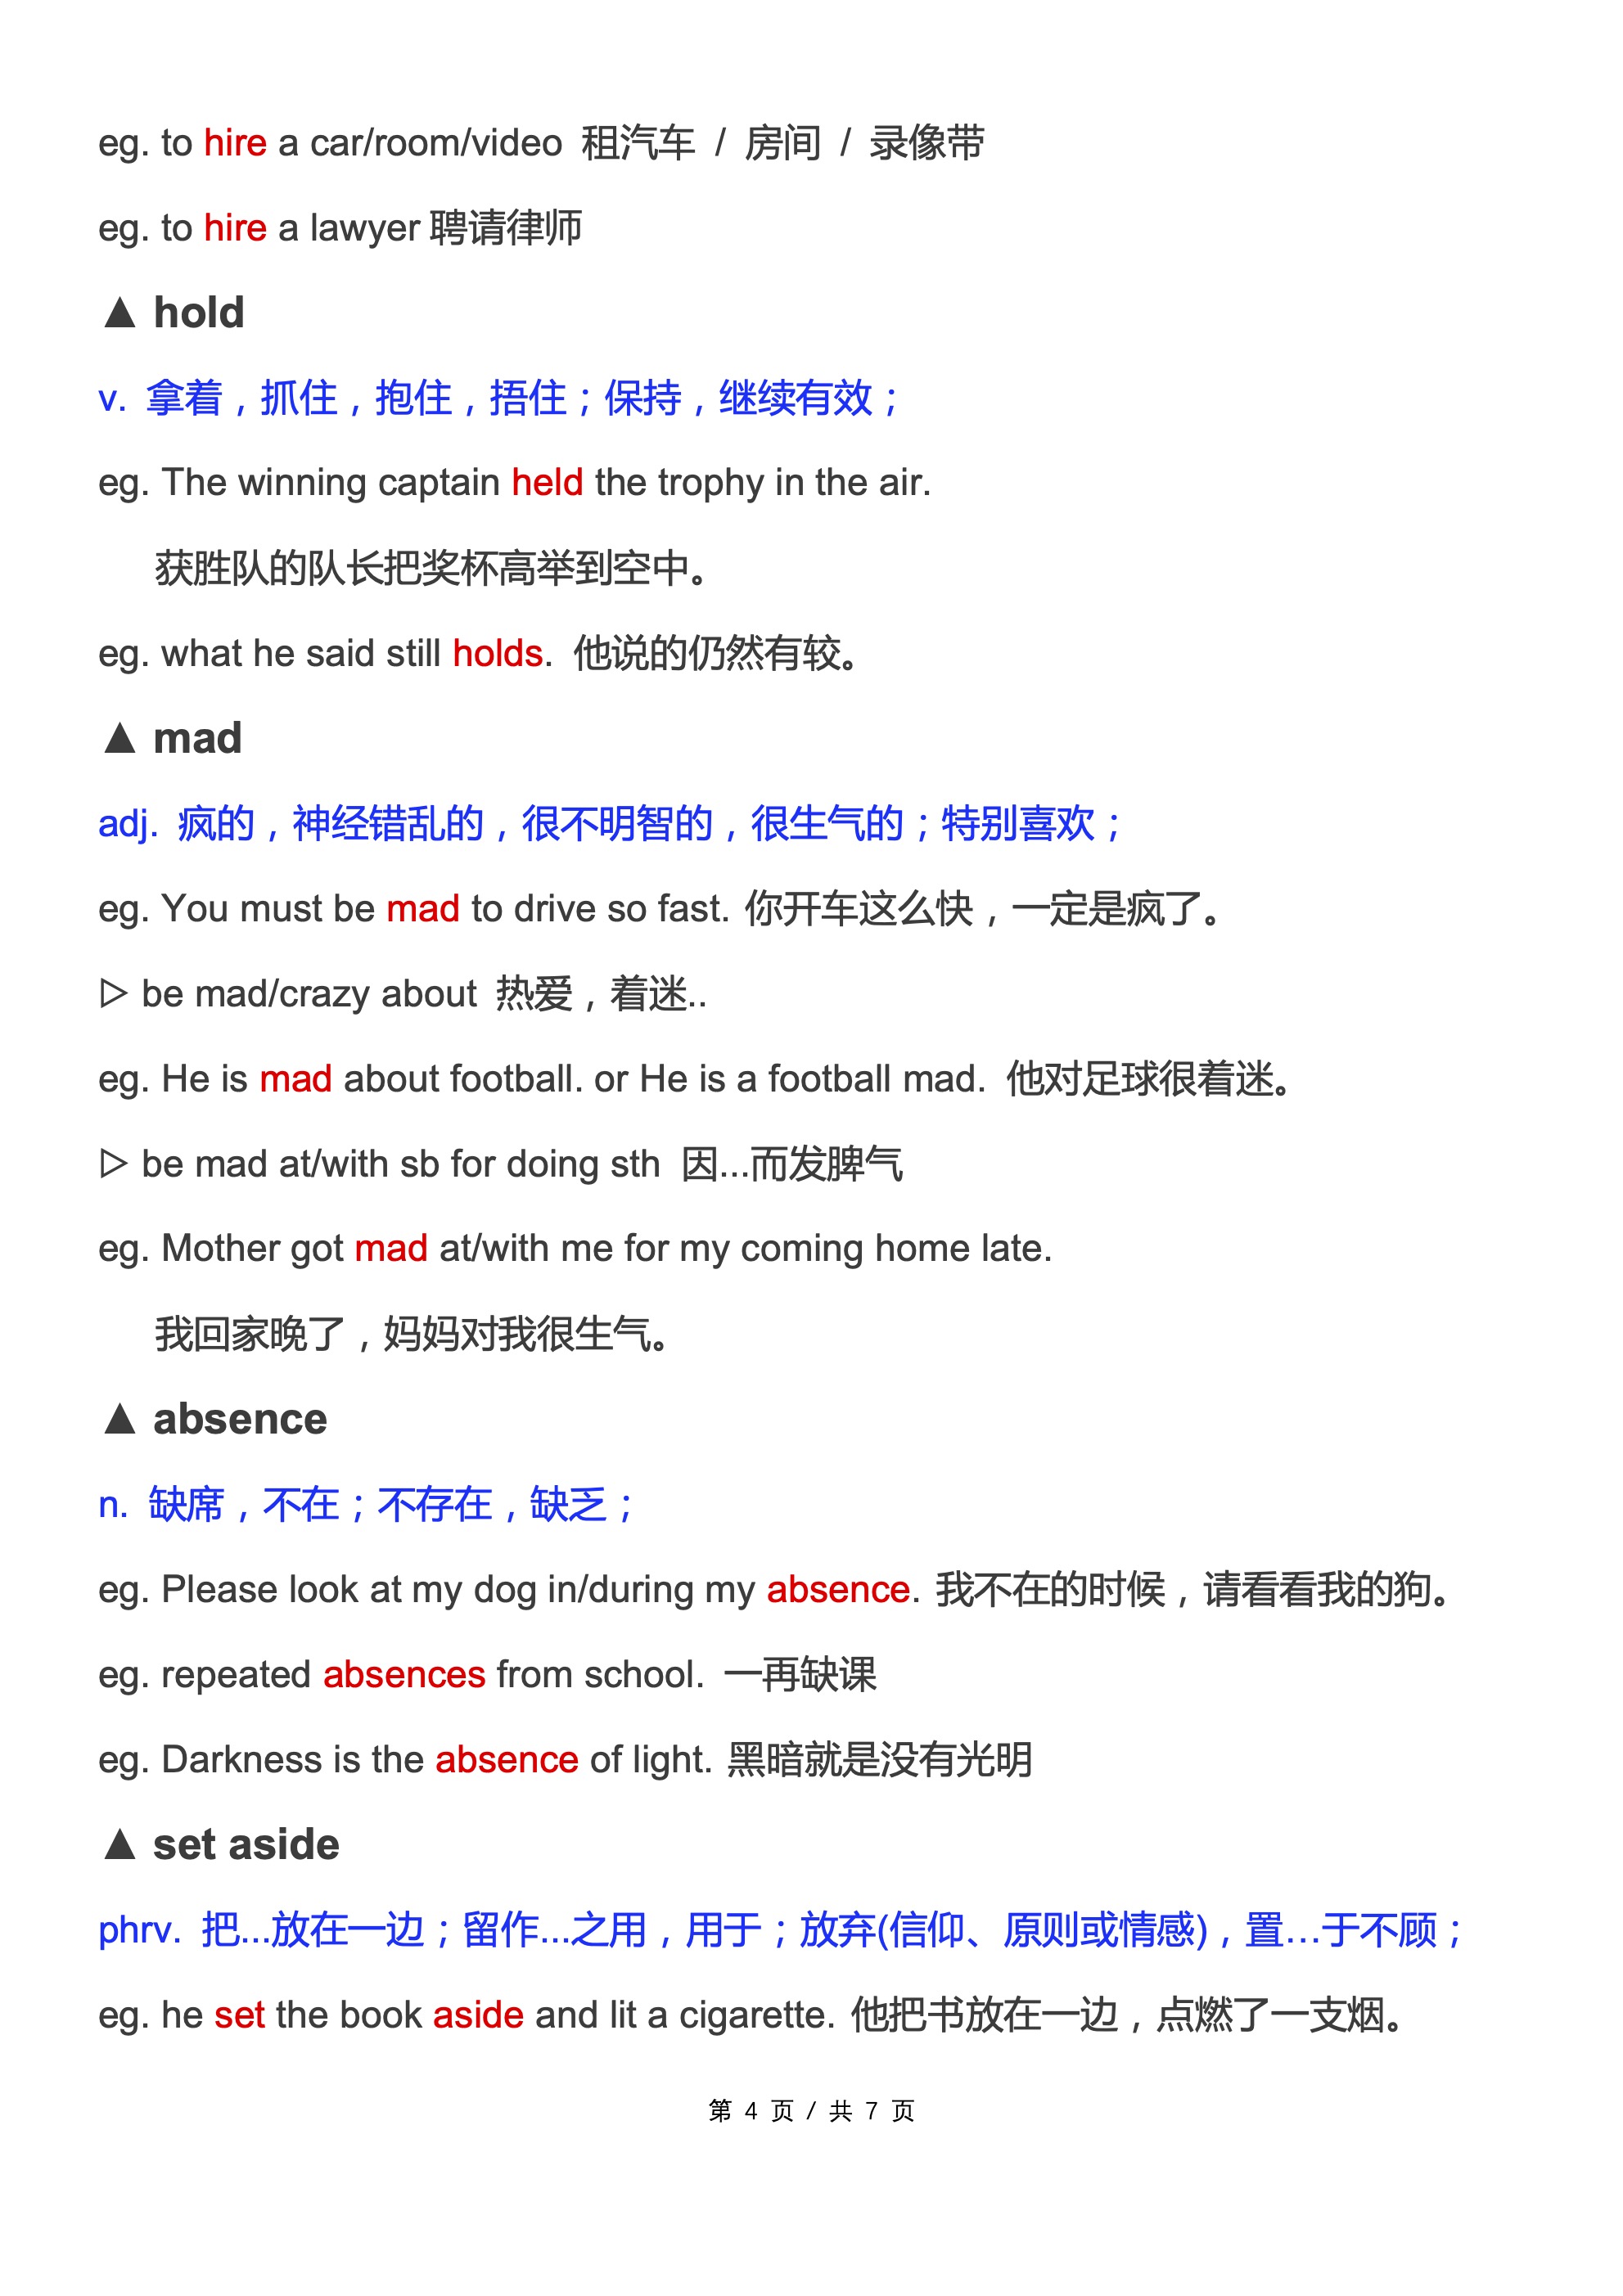 eg. to hire a car/room/video 租汽车 / 房间 / 录像带
eg. to hire a lawyer 聘请律师
▲ hold
v. 拿着，抓住，抱住，捂住；保持，继续有效；
eg. The winning captain held the trophy in the air.
获胜队的队长把奖杯高举到空中。
eg. what he said still holds. 他说的仍然有较。
▲ mad
adj. 疯的，神经错乱的，很不明智的，很生气的；特别喜欢；
eg. You must be mad to drive so fast. 你开车这么快，一定是疯了。
▷ be mad/crazy about 热爱，着迷..
eg. He is mad about football. or He is a football mad. 他对足球很着迷。
▷ be mad at/with sb for doing sth 因...而发脾气
eg. Mother got mad at/with me for my coming home late.
我回家晚了，妈妈对我很生气。
▲ absence
n. 缺席，不在；不存在，缺乏；
eg. Please look at my dog in/during my absence. 我不在的时候，请看看我的狗。
eg. repeated absences from school. 一再缺课
eg. Darkness is the absence of light. 黑暗就是没有光明
▲ set aside
phrv. 把...放在一边；留作...之用，用于；放弃(信仰、原则或情感)，置…于不顾；
eg. he set the book aside and lit a cigarette. 他把书放在一边，点燃了一支烟。
第 4 页 / 共 7 页